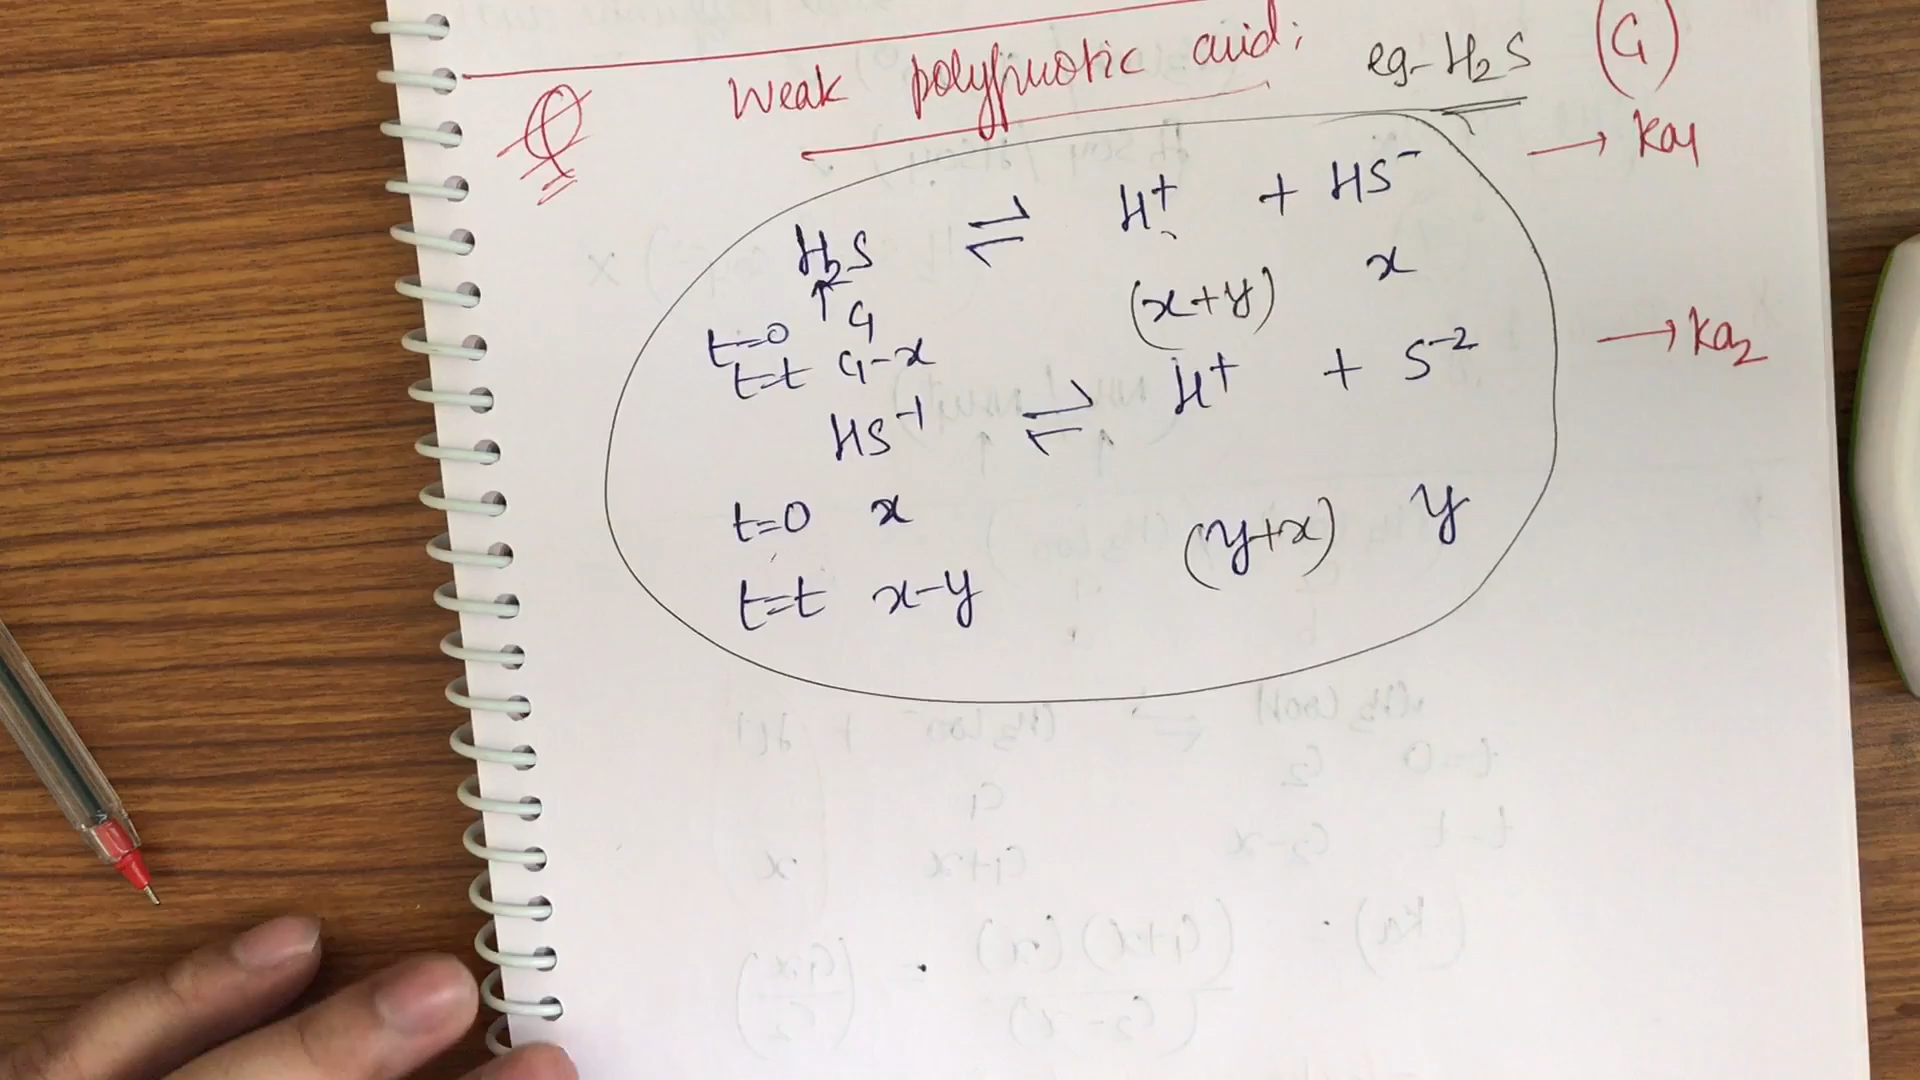 Weak polyprotic acid; eg- H2S (C1)
H2S ⇌ H+ + HS- → Ka1
t=0 C1
t=t C1-x (x+y) x
HS-1 ⇌ H+ + S-2 → Ka2
t=0 x
t=t x-y (y+x) y